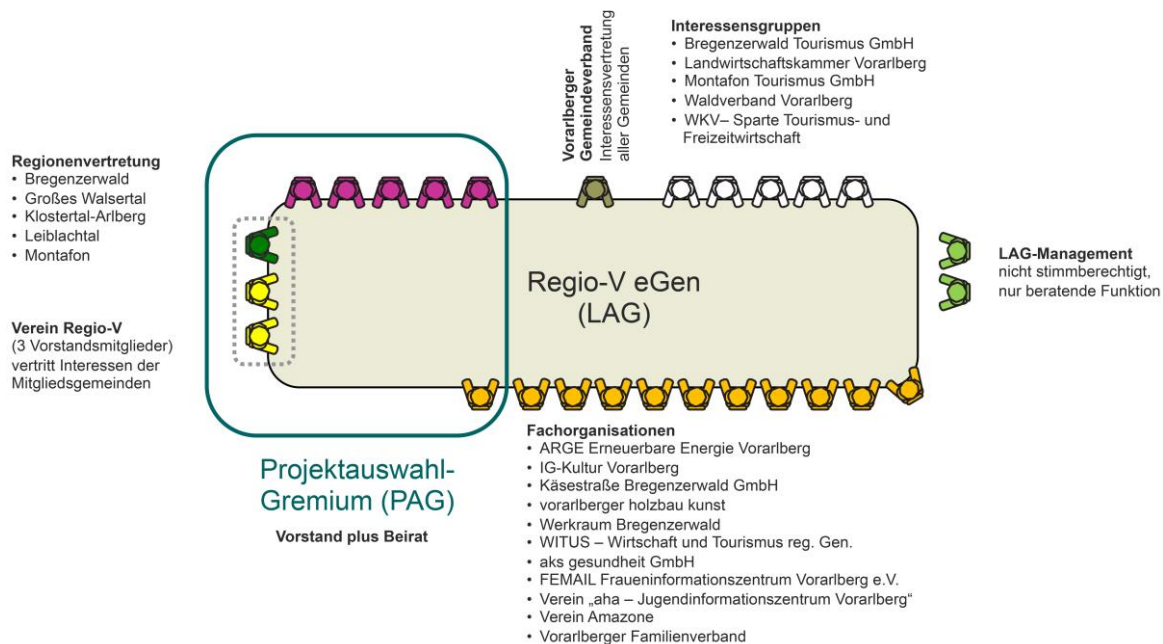 Interessensgruppen
• Bregenzerwald Tourismus GmbH
• Landwirtschaftskammer Vorarlberg
• Montafon Tourismus GmbH
• Waldverband Vorarlberg
• WKV– Sparte Tourismus- und
Freizeitwirtschaft
Vorarlberger
Gemeindeverband
Interessensvertretung
aller Gemeinden
Regionenvertretung
• Bregenzerwald
• Großes Walsertal
• Klostertal-Arlberg
• Leiblachtal
• Montafon
Verein Regio-V
(3 Vorstandsmitglieder)
vertritt Interessen der
Mitgliedsgemeinden
Regio-V eGen
(LAG)
LAG-Management
nicht stimmberechtigt,
nur beratende Funktion
Projektauswahl-
Gremium (PAG)
Vorstand plus Beirat
Fachorganisationen
• ARGE Erneuerbare Energie Vorarlberg
• IG-Kultur Vorarlberg
• Käsestraße Bregenzerwald GmbH
• vorarlberger holzbau kunst
• Werkraum Bregenzerwald
• WITUS – Wirtschaft und Tourismus reg. Gen.
• aks gesundheit GmbH
• FEMAIL Fraueninformationszentrum Vorarlberg e.V.
• Verein „aha – Jugendinformationszentrum Vorarlberg“
• Verein Amazone
• Vorarlberger Familienverband